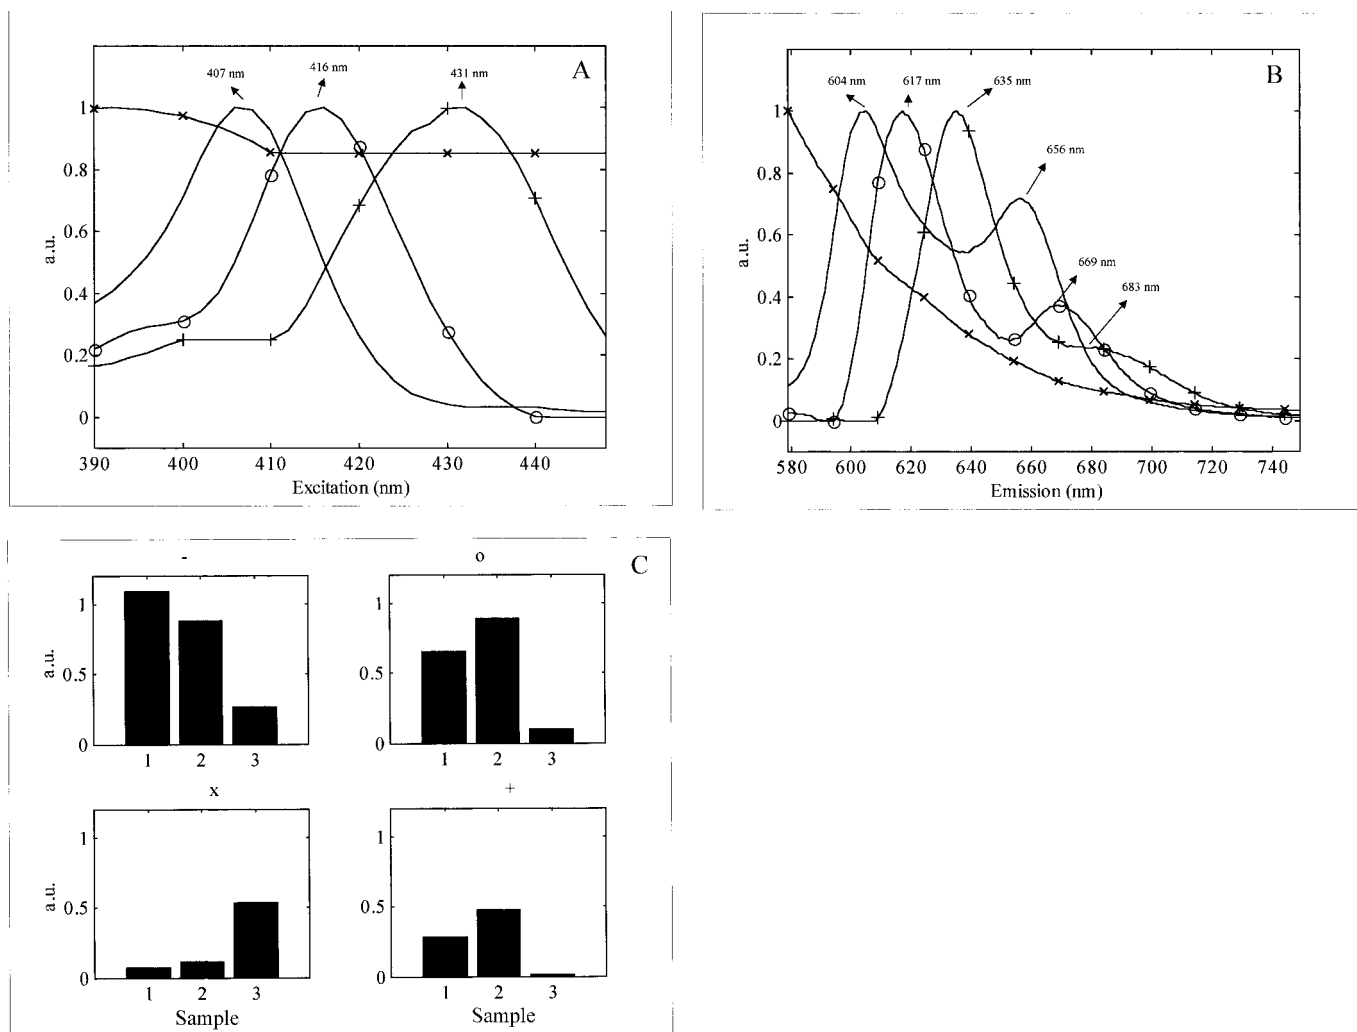 A
407 nm
416 nm
431 nm
1
0.8
0.6
0.4
0.2
0
a.u.
390 400 410 420 430 440
Excitation (nm)
B
604 nm
617 nm
635 nm
656 nm
669 nm
683 nm
1
0.8
0.6
0.4
0.2
0
a.u.
580 600 620 640 660 680 700 720 740
Emission (nm)
C
-
1
0.5
0
a.u.
1 2 3
o
1
0.5
0
1 2 3
x
1
0.5
0
a.u.
1 2 3
Sample
+
1
0.5
0
1 2 3
Sample